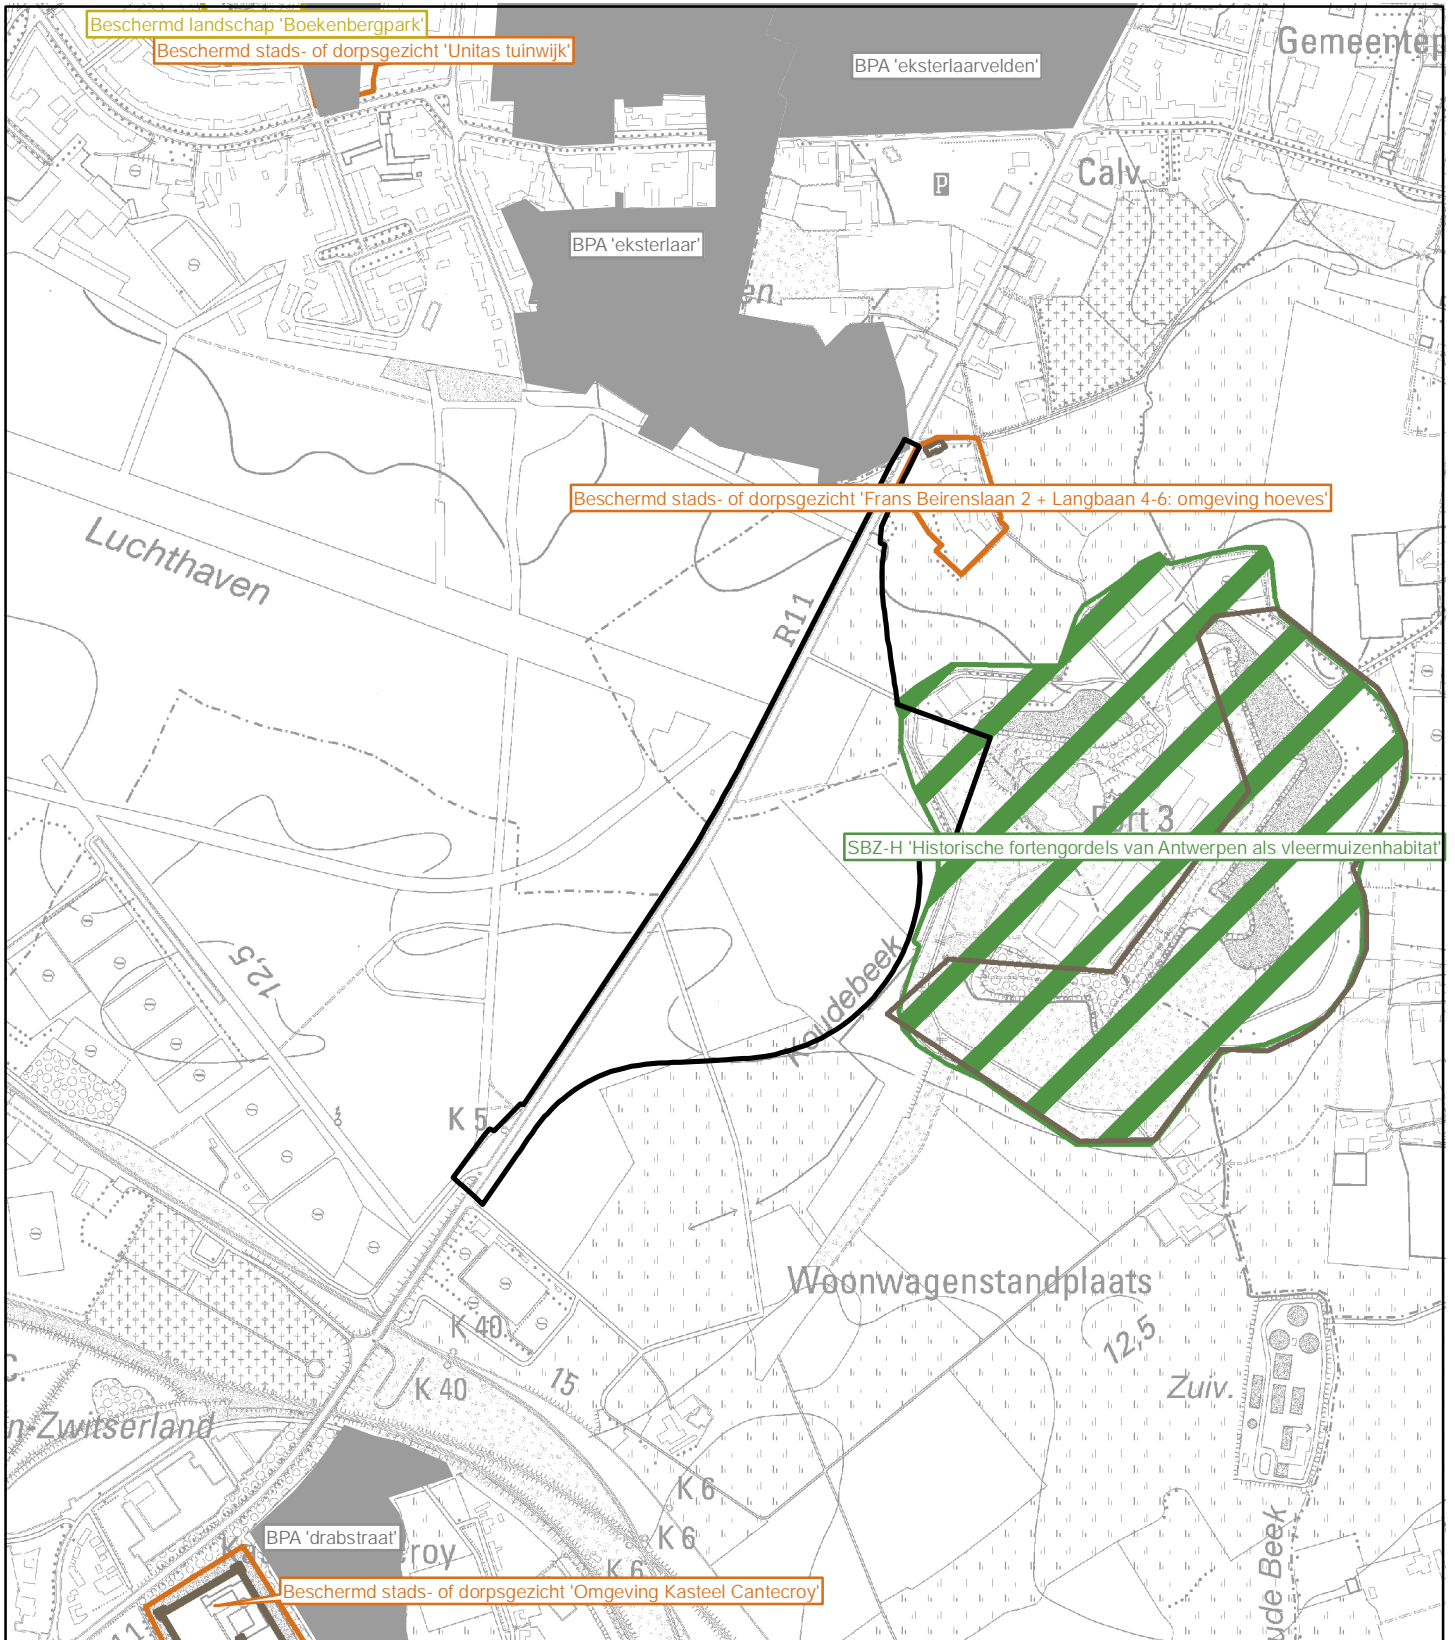 Beschermd landschap 'Boekenbergpark'
Beschermd stads- of dorpsgezicht 'Unitas tuinwijk'
BPA 'eksterlaarvelden'
Calv.
P
BPA 'eksterlaar'
en
Beschermd stads- of dorpsgezicht 'Frans Beirenslaan 2 + Langbaan 4-6: omgeving hoeves'
Luchthaven
R11
Fort 3
SBZ-H 'Historische fortengordels van Antwerpen als vleermuizenhabitat'
12,5
Koudebeek
K 5
Woonwagenstandplaats
K 40
12,5
K 40
15
Zuiv.
n-Zwitserland
K 6
BPA 'drabstraat'
K 6
roy
K 6
Beschermd stads- of dorpsgezicht 'Omgeving Kasteel Cantecroy'
ude Beek